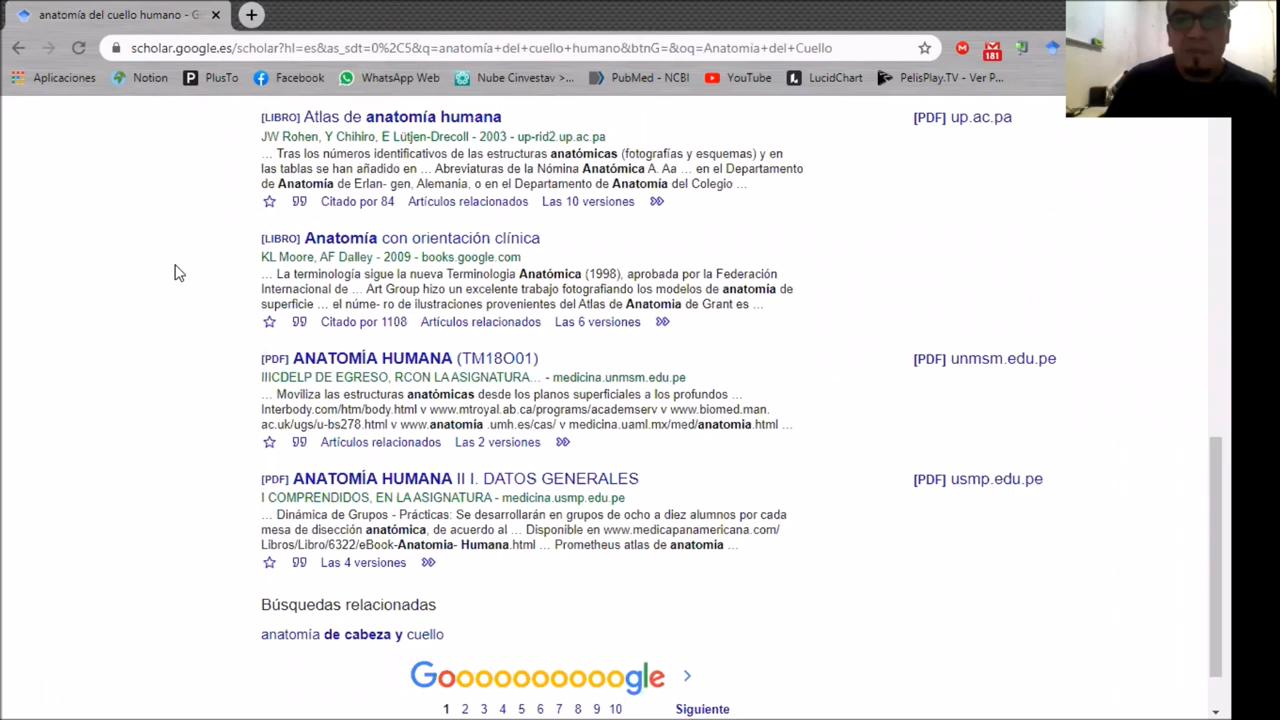 anatomía del cuello humano - G
scholar.google.es/scholar?hl=es&as_sdt=0%2C5&q=anatomía+del+cuello+humano&btnG=&oq=Anatomia+del+Cuello
181
Aplicaciones Notion PlusTo Facebook WhatsApp Web Nube Cinvestav >... PubMed - NCBI YouTube LucidChart PelisPlay.TV - Ver P...
[LIBRO] Atlas de anatomía humana
[PDF] up.ac.pa
JW Rohen, Y Chihiro, E Lütjen-Drecoll - 2003 - up-rid2.up.ac.pa
... Tras los números identificativos de las estructuras anatómicas (fotografías y esquemas) y en
las tablas se han añadido en ... Abreviaturas de la Nómina Anatómica A. Aa ... en el Departamento
de Anatomía de Erlan- gen, Alemania, o en el Departamento de Anatomía del Colegio ...
Citado por 84 Artículos relacionados Las 10 versiones
[LIBRO] Anatomía con orientación clínica
KL Moore, AF Dalley - 2009 - books.google.com
... La terminología sigue la nueva Terminologia Anatómica (1998), aprobada por la Federación
Internacional de ... Art Group hizo un excelente trabajo fotografiando los modelos de anatomía de
superficie ... el núme- ro de ilustraciones provenientes del Atlas de Anatomia de Grant es ...
Citado por 1108 Artículos relacionados Las 6 versiones
[PDF] ANATOMÍA HUMANA (TM18O01)
[PDF] unmsm.edu.pe
IIICDELP DE EGRESO, RCON LA ASIGNATURA... - medicina.unmsm.edu.pe
... Moviliza las estructuras anatómicas desde los planos superficiales a los profundos ...
Interbody.com/htm/body.html v www.mtroyal.ab.ca/programs/academserv v www.biomed.man.
ac.uk/ugs/u-bs278.html v www.anatomía .umh.es/cas/ v medicina.uaml.mx/med/anatomia.html ...
Artículos relacionados Las 2 versiones
[PDF] ANATOMÍA HUMANA II I. DATOS GENERALES
[PDF] usmp.edu.pe
I COMPRENDIDOS, EN LA ASIGNATURA - medicina.usmp.edu.pe
... Dinámica de Grupos - Prácticas: Se desarrollarán en grupos de ocho a diez alumnos por cada
mesa de disección anatómica, de acuerdo al ... Disponible en www.medicapanamericana.com/
Libros/Libro/6322/eBook-Anatomia- Humana.html ... Prometheus atlas de anatomía ...
Las 4 versiones
Búsquedas relacionadas
anatomía de cabeza y cuello
Goooooooooogle
1 2 3 4 5 6 7 8 9 10 Siguiente